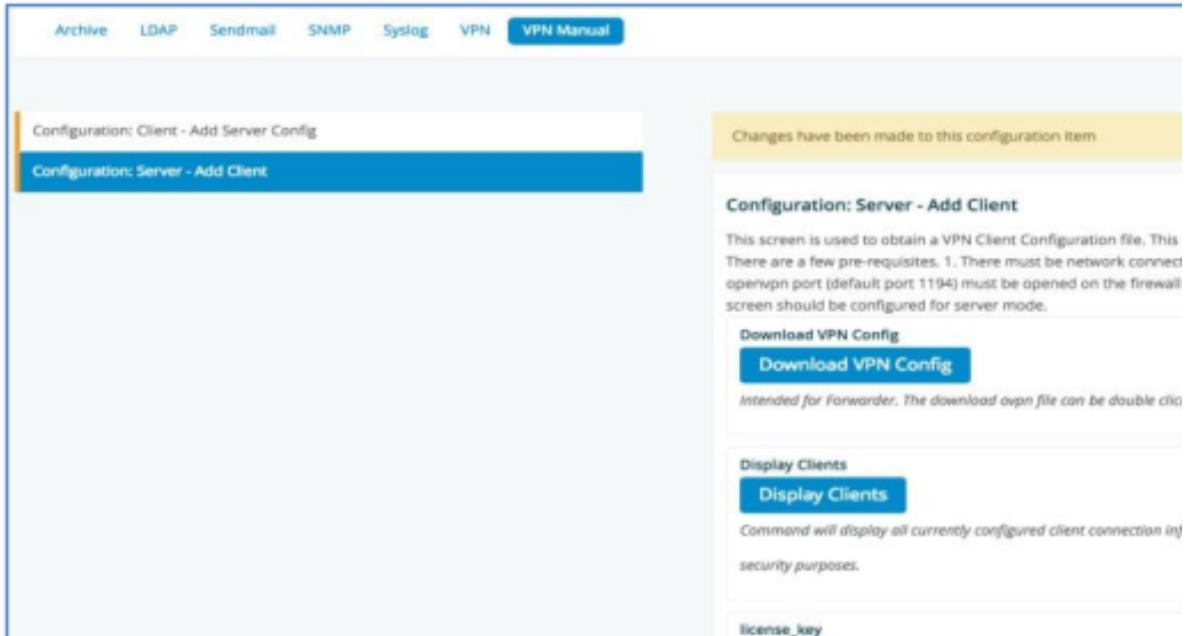 Archive LDAP Sendmail SNMP Syslog VPN VPN Manual
Configuration: Client - Add Server Config
Configuration: Server - Add Client
Changes have been made to this configuration item
Configuration: Server - Add Client
This screen is used to obtain a VPN Client Configuration file. This
There are a few pre-requisites. 1. There must be network connect
openvpn port (default port 1194) must be opened on the firewall
screen should be configured for server mode.
Download VPN Config
Download VPN Config
Intended for Forwarder. The download ovpn file can be double clic
Display Clients
Display Clients
Command will display all currently configured client connection inf
security purposes.
license_key